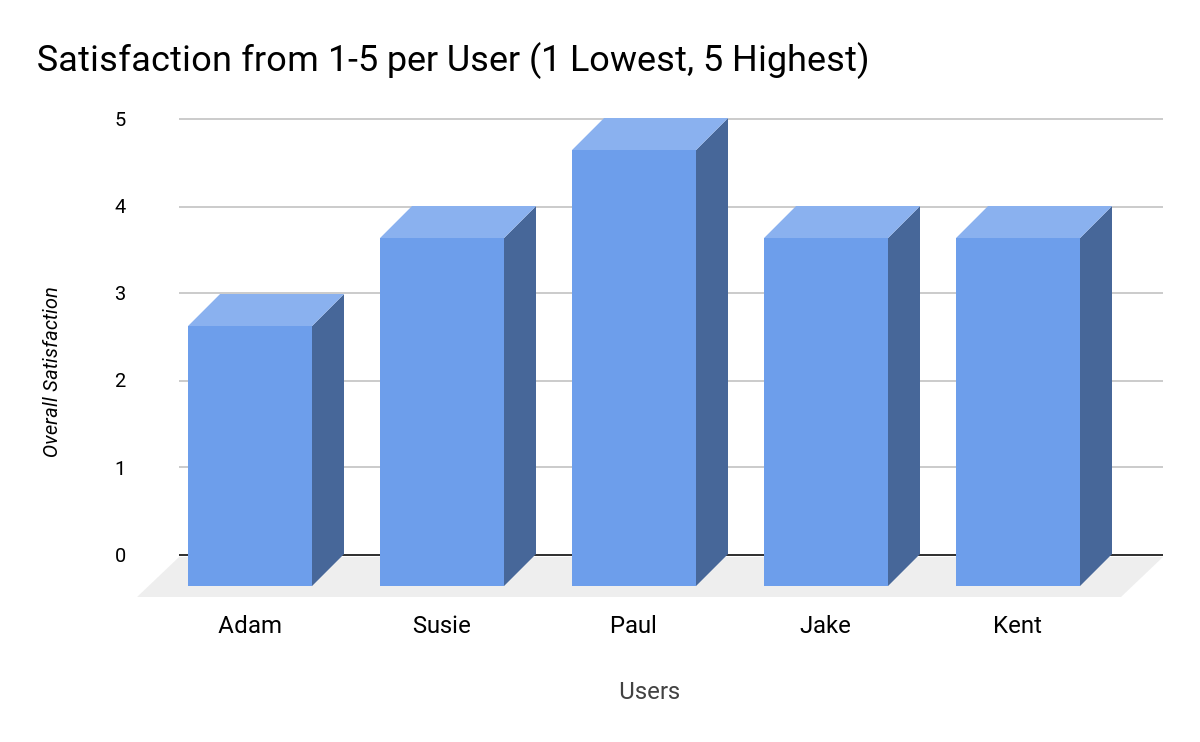 Satisfaction from 1-5 per User (1 Lowest, 5 Highest)
5
4
3
2
1
0
Overall Satisfaction
Adam
Susie
Paul
Jake
Kent
Users